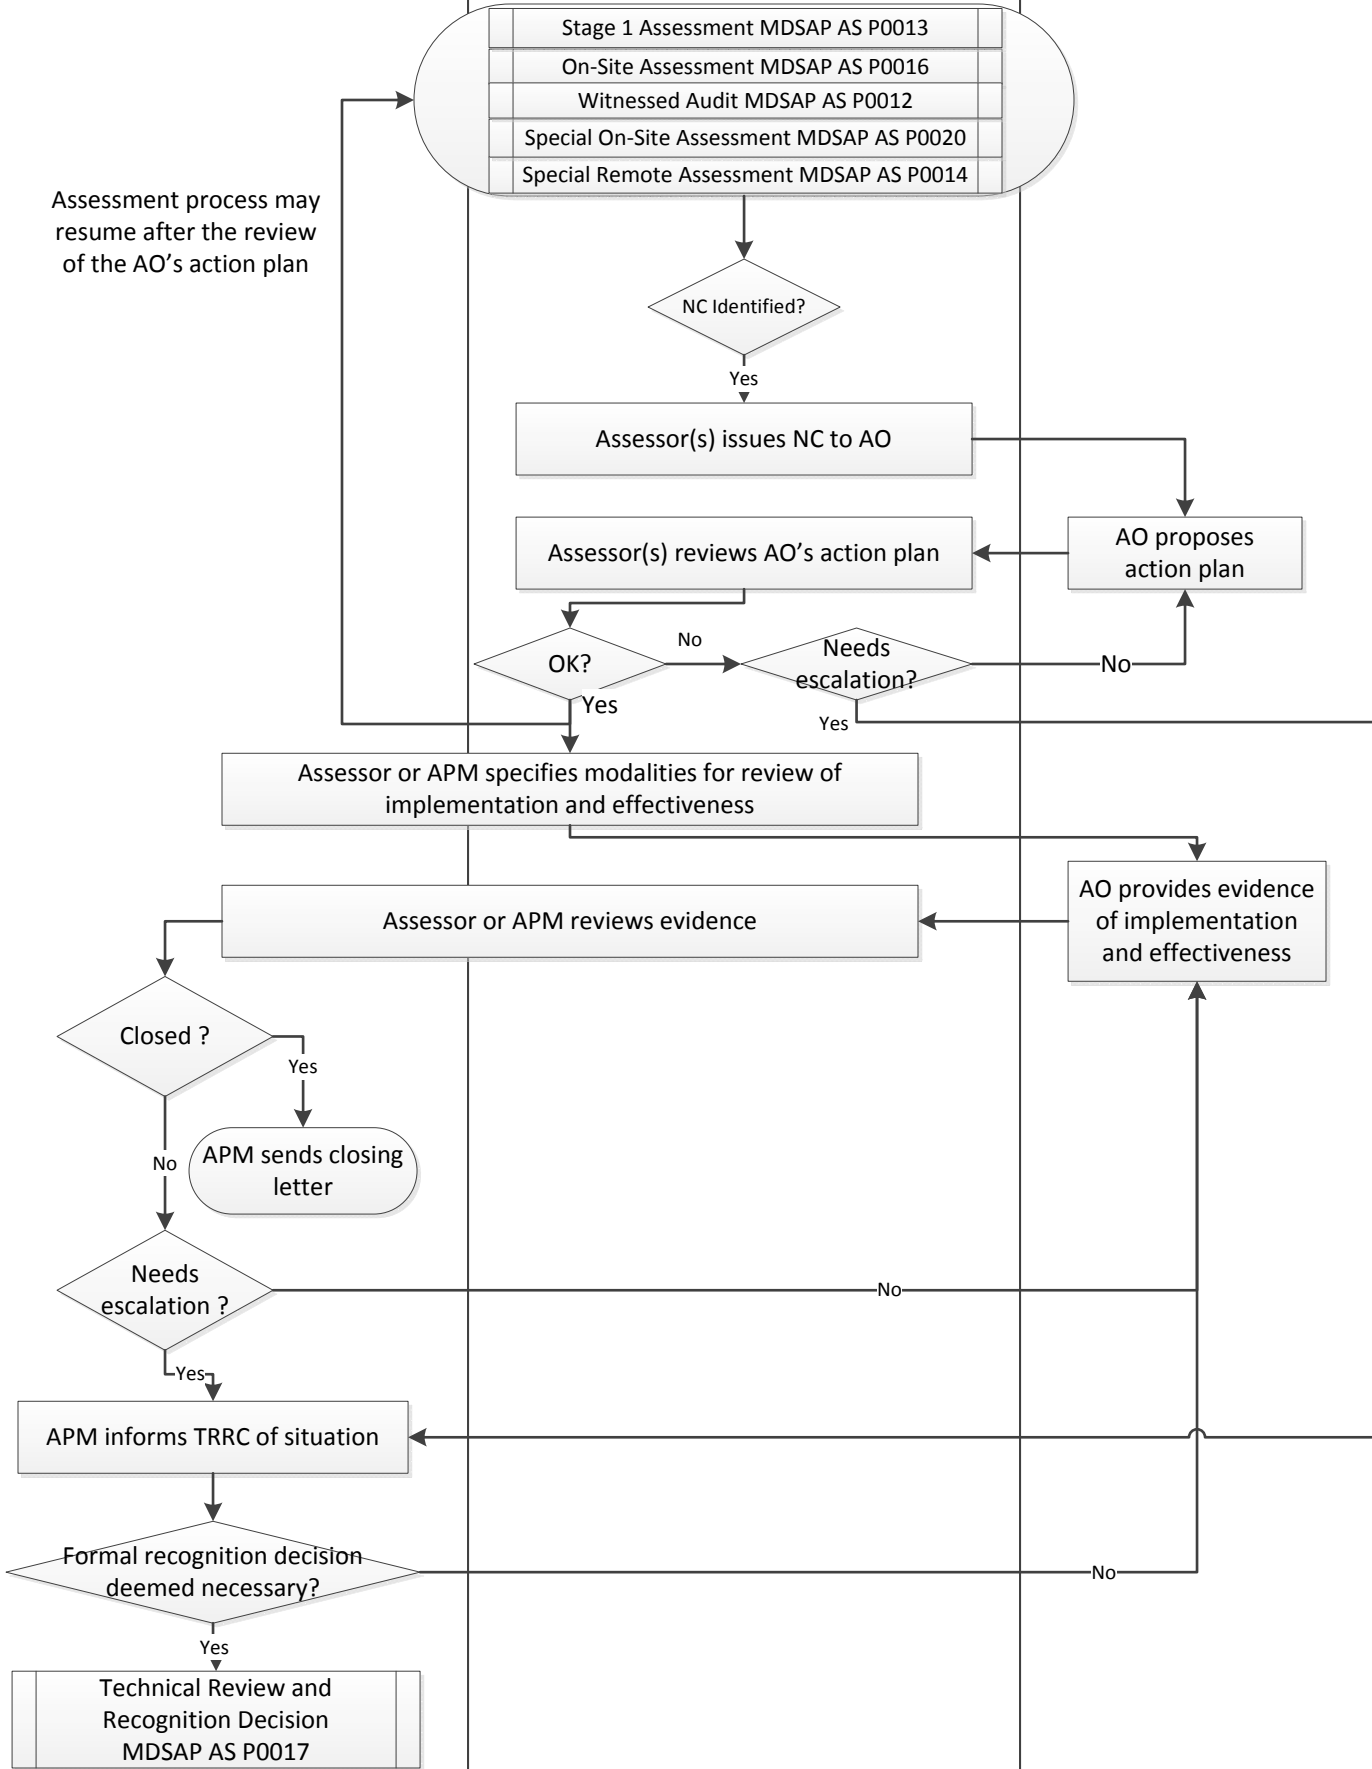 Stage 1 Assessment MDSAP AS P0013
On-Site Assessment MDSAP AS P0016
Witnessed Audit MDSAP AS P0012
Special On-Site Assessment MDSAP AS P0020
Special Remote Assessment MDSAP AS P0014
Assessment process may
resume after the review
of the AO’s action plan
NC Identified?
Yes
Assessor(s) issues NC to AO
Assessor(s) reviews AO’s action plan
AO proposes
action plan
OK?
No
Needs
escalation?
No
Yes
Yes
Assessor or APM specifies modalities for review of
implementation and effectiveness
AO provides evidence
of implementation
and effectiveness
Assessor or APM reviews evidence
Closed ?
Yes
APM sends closing
letter
No
Needs
escalation ?
No
Yes
APM informs TRRC of situation
Formal recognition decision
deemed necessary?
No
Yes
Technical Review and
Recognition Decision
MDSAP AS P0017